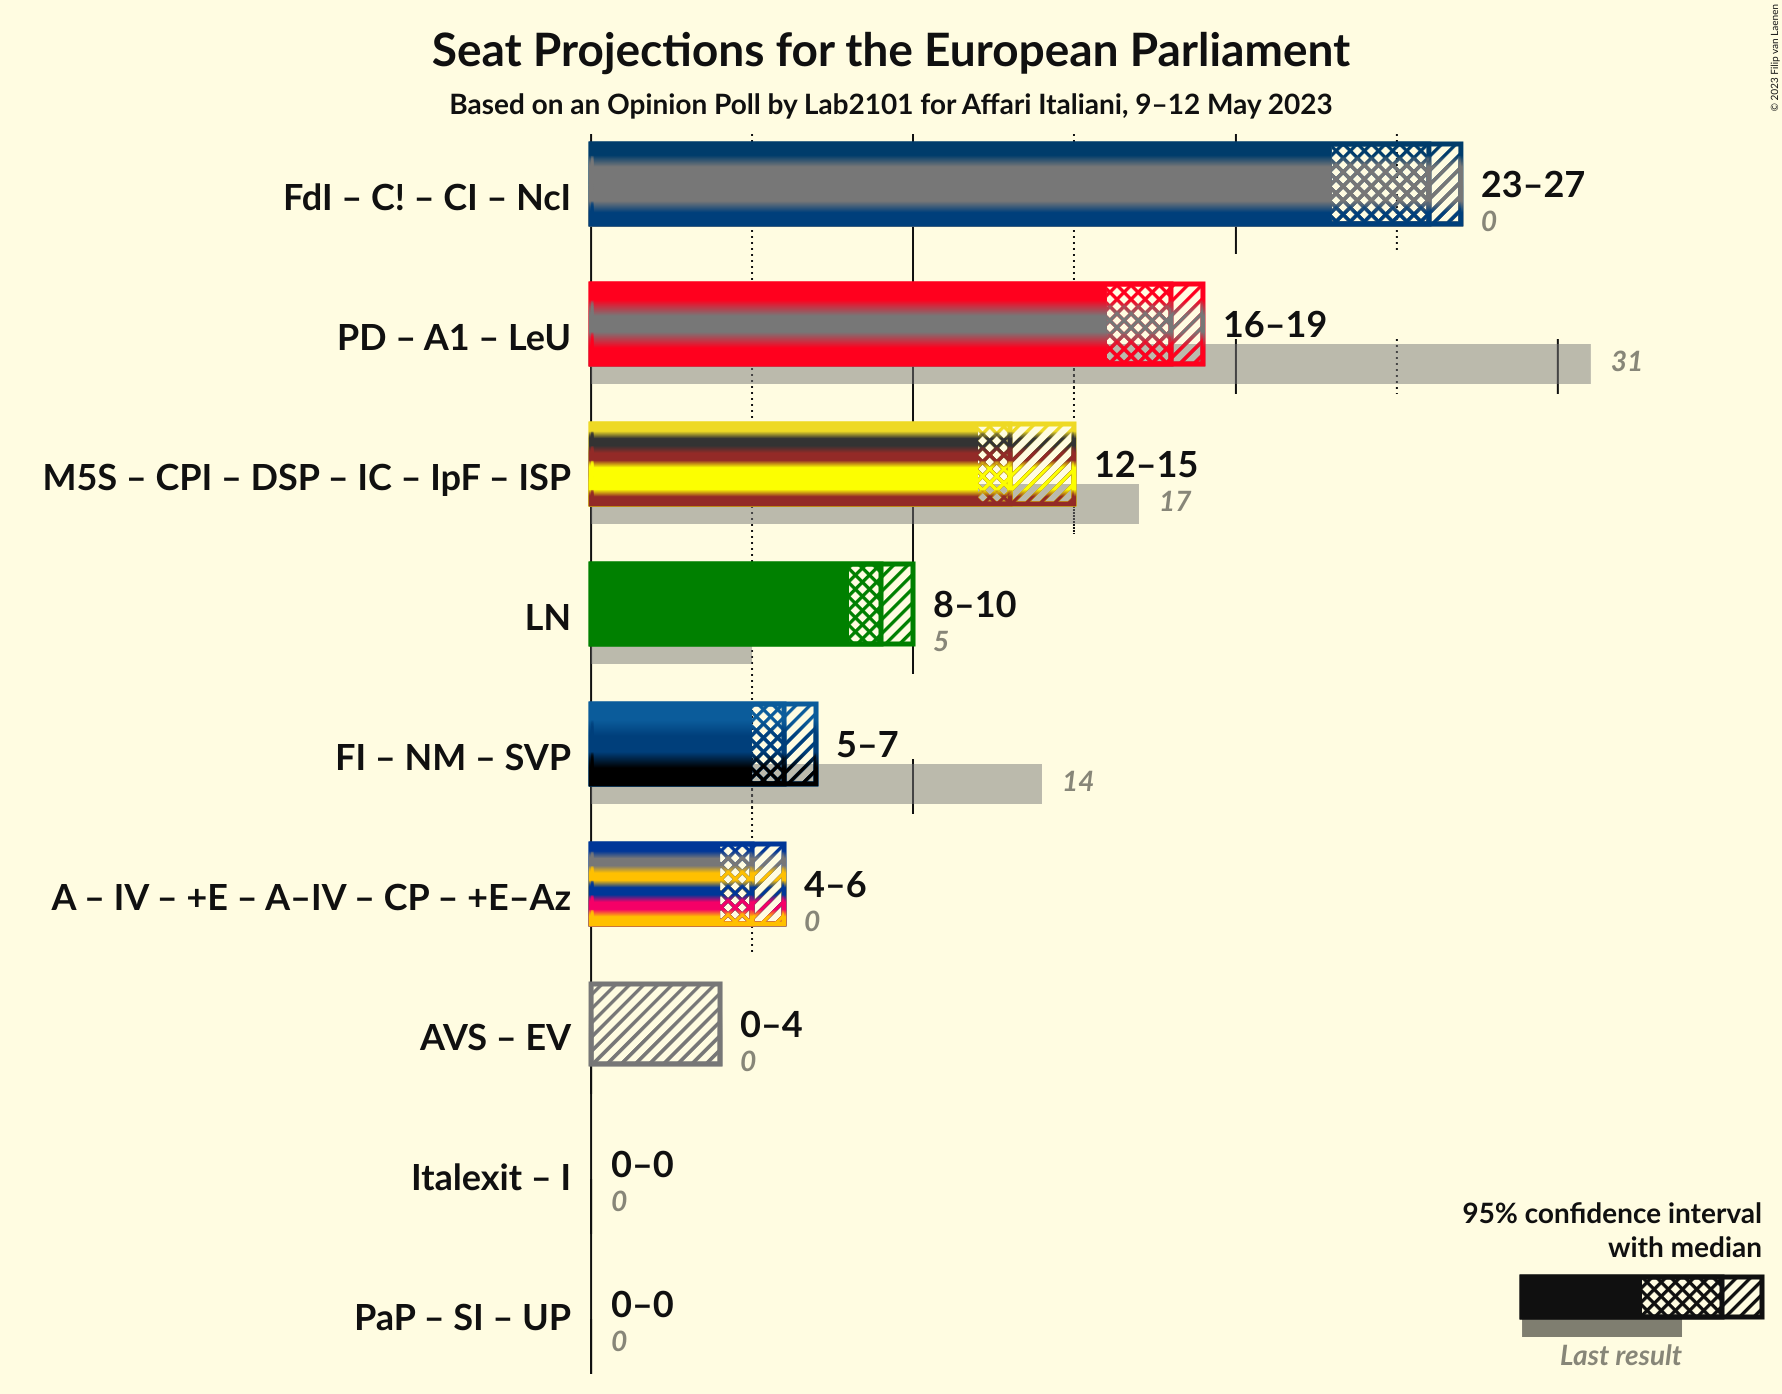 Seat Projections for the European Parliament
Based on an Opinion Poll by Lab2101 for Affari Italiani, 9–12 May 2023
© 2023 Filip van Laenen
FdI – C! – CI – NcI
23–27
0
PD – A1 – LeU
16–19
31
M5S – CPI – DSP – IC – IpF – ISP
12–15
17
LN
8–10
5
FI – NM – SVP
5–7
14
A – IV – +E – A–IV – CP – +E–Az
4–6
0
AVS – EV
0–4
0
Italexit – I
0–0
0
PaP – SI – UP
0–0
0
95% confidence interval
with median
Last result